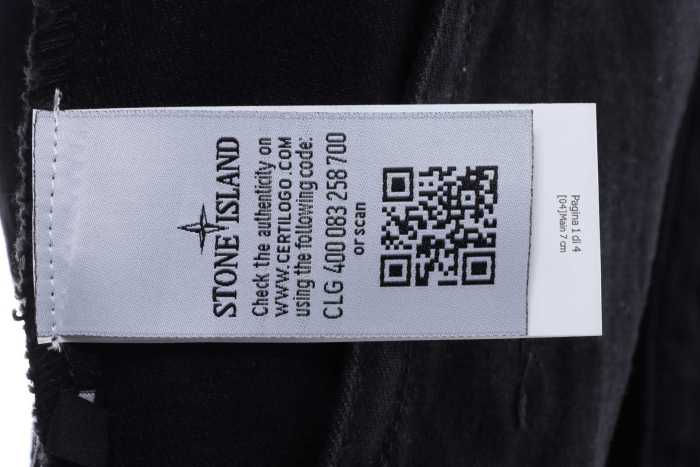 STONE ISLAND
Check the authenticity on
WWW.CERTILOGO.COM
using the following code:
CLG 400 083 258 700
or scan
Pagina 1 di 4
[04]Main 7 cm